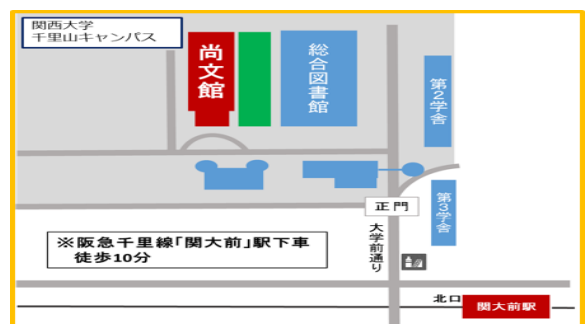 関西大学
千里山キャンパス
尚文館
総合図書館
第2学舎
第3学舎
正門
大学前通り
※阪急千里線「関大前」駅下車
徒歩10分
北口
関大前駅